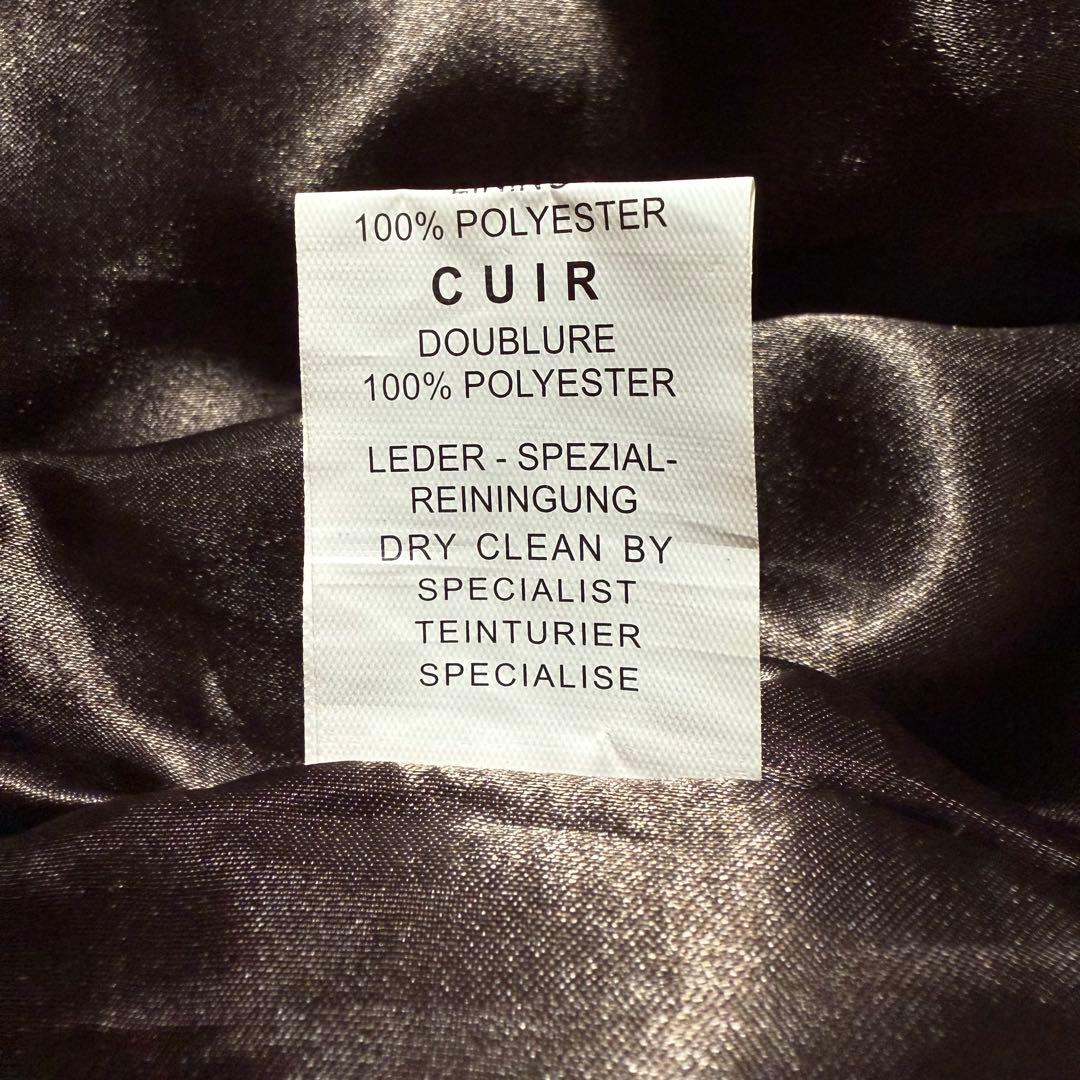 100% POLYESTER
CUIR
DOUBLURE
100% POLYESTER
LEDER - SPEZIAL-
REININGUNG
DRY CLEAN BY
SPECIALIST
TEINTURIER
SPECIALISE